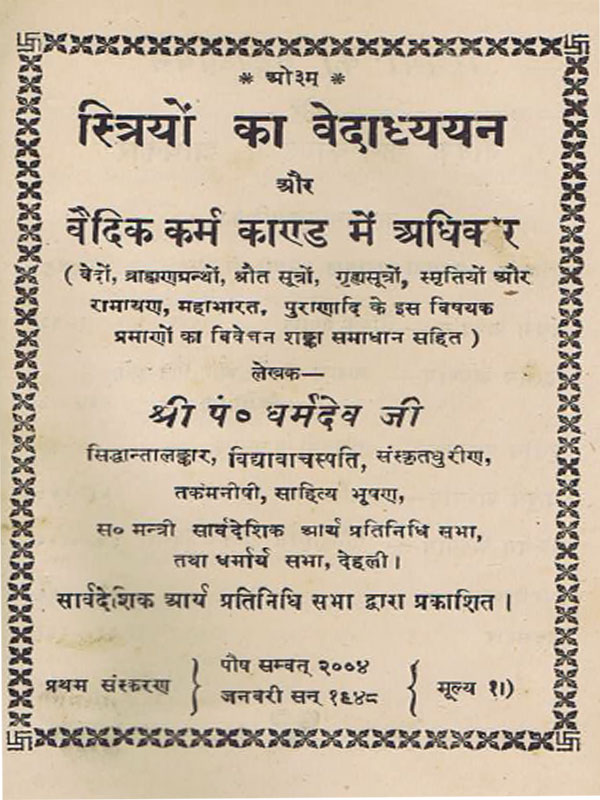 * ओ३म् *
स्त्रियों का वेदाध्ययन
और
वैदिक कर्म काण्ड में अधिकार
( वेदों, ब्राह्मणग्रन्थों, श्रौत सूत्रों, गृह्यसूत्रों, स्मृतियों और
रामायण, महाभारत, पुराणादि के इस विषयक
प्रमाणों का विवेचन शङ्का समाधान सहित )
लेखक—
श्री पं० धर्मदेव जी
सिद्धान्तालङ्कार, विद्यावाचस्पति, संस्कृतधुरीण,
तर्कमनीषी, साहित्य भूषण,
स० मन्त्री सार्वदेशिक आर्य प्रतिनिधि सभा,
तथा धर्मार्य सभा, देहली ।
सार्वदेशिक आर्य प्रतिनिधि सभा द्वारा प्रकाशित ।
प्रथम संस्करण } पौष सम्वत् २००४
जनवरी सन् १९४८ { मूल्य १।)